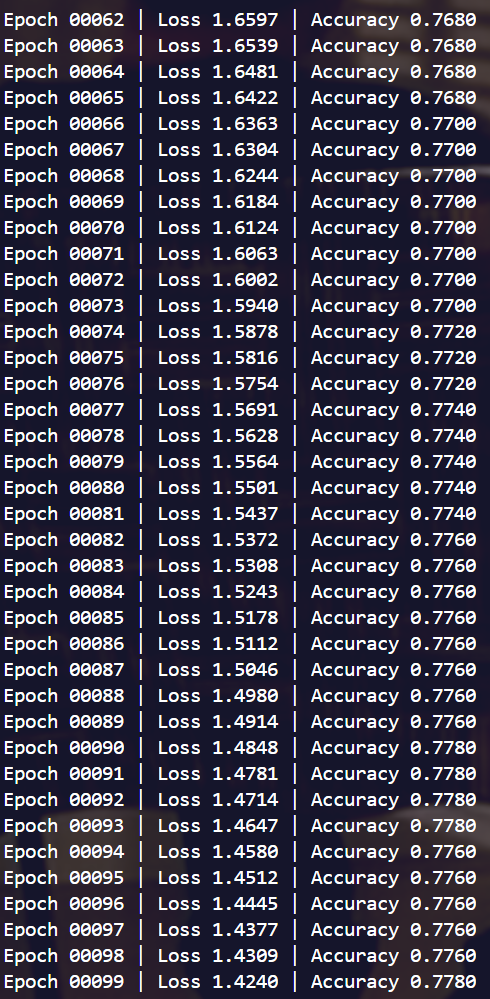 Epoch 00062 | Loss 1.6597 | Accuracy 0.7680
Epoch 00063 | Loss 1.6539 | Accuracy 0.7680
Epoch 00064 | Loss 1.6481 | Accuracy 0.7680
Epoch 00065 | Loss 1.6422 | Accuracy 0.7680
Epoch 00066 | Loss 1.6363 | Accuracy 0.7700
Epoch 00067 | Loss 1.6304 | Accuracy 0.7700
Epoch 00068 | Loss 1.6244 | Accuracy 0.7700
Epoch 00069 | Loss 1.6184 | Accuracy 0.7700
Epoch 00070 | Loss 1.6124 | Accuracy 0.7700
Epoch 00071 | Loss 1.6063 | Accuracy 0.7700
Epoch 00072 | Loss 1.6002 | Accuracy 0.7700
Epoch 00073 | Loss 1.5940 | Accuracy 0.7700
Epoch 00074 | Loss 1.5878 | Accuracy 0.7720
Epoch 00075 | Loss 1.5816 | Accuracy 0.7720
Epoch 00076 | Loss 1.5754 | Accuracy 0.7720
Epoch 00077 | Loss 1.5691 | Accuracy 0.7740
Epoch 00078 | Loss 1.5628 | Accuracy 0.7740
Epoch 00079 | Loss 1.5564 | Accuracy 0.7740
Epoch 00080 | Loss 1.5501 | Accuracy 0.7740
Epoch 00081 | Loss 1.5437 | Accuracy 0.7740
Epoch 00082 | Loss 1.5372 | Accuracy 0.7760
Epoch 00083 | Loss 1.5308 | Accuracy 0.7760
Epoch 00084 | Loss 1.5243 | Accuracy 0.7760
Epoch 00085 | Loss 1.5178 | Accuracy 0.7760
Epoch 00086 | Loss 1.5112 | Accuracy 0.7760
Epoch 00087 | Loss 1.5046 | Accuracy 0.7760
Epoch 00088 | Loss 1.4980 | Accuracy 0.7760
Epoch 00089 | Loss 1.4914 | Accuracy 0.7760
Epoch 00090 | Loss 1.4848 | Accuracy 0.7780
Epoch 00091 | Loss 1.4781 | Accuracy 0.7780
Epoch 00092 | Loss 1.4714 | Accuracy 0.7780
Epoch 00093 | Loss 1.4647 | Accuracy 0.7780
Epoch 00094 | Loss 1.4580 | Accuracy 0.7760
Epoch 00095 | Loss 1.4512 | Accuracy 0.7760
Epoch 00096 | Loss 1.4445 | Accuracy 0.7760
Epoch 00097 | Loss 1.4377 | Accuracy 0.7760
Epoch 00098 | Loss 1.4309 | Accuracy 0.7760
Epoch 00099 | Loss 1.4240 | Accuracy 0.7780